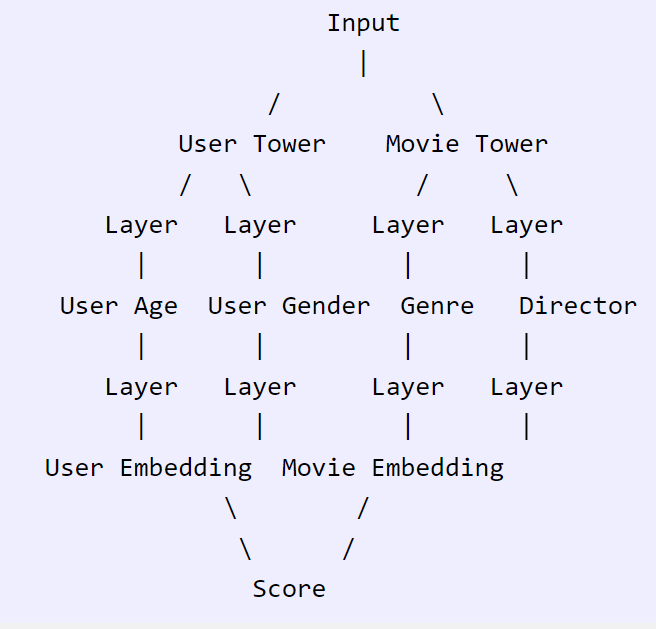 Input
|
/ \
User Tower Movie Tower
/ \ / \
Layer Layer Layer Layer
| | | |
User Age User Gender Genre Director
| | | |
Layer Layer Layer Layer
| | | |
User Embedding Movie Embedding
\ /
\ /
Score